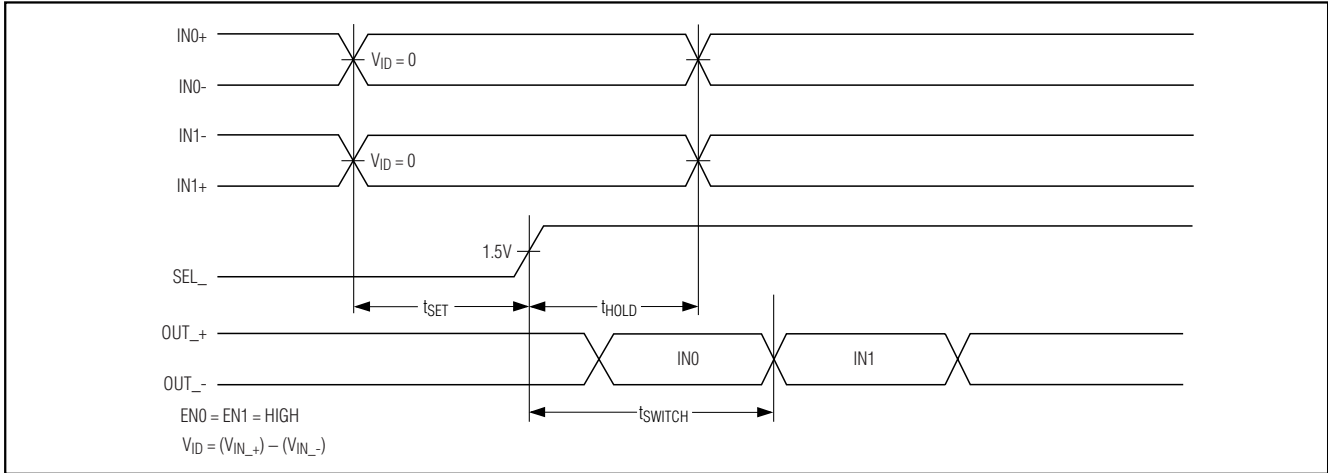 IN0+
V_ID = 0
IN0-
IN1-
V_ID = 0
IN1+
1.5V
SEL_
t_SET
t_HOLD
OUT_+
IN0 IN1
OUT_-
t_SWITCH
EN0 = EN1 = HIGH
V_ID = (V_IN_+) – (V_IN_-)